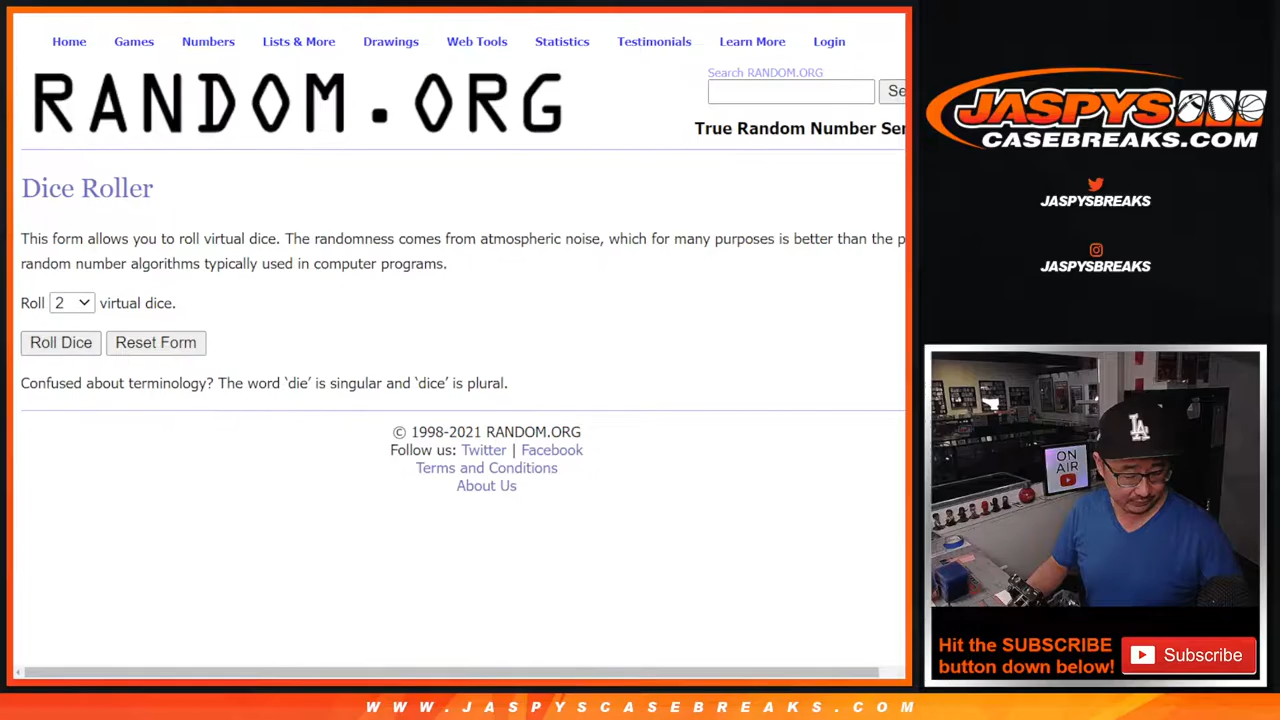 Home Games Numbers Lists & More Drawings Web Tools Statistics Testimonials Learn More Login
Search RANDOM.ORG
RANDOM.ORG
True Random Number Ser
Dice Roller
This form allows you to roll virtual dice. The randomness comes from atmospheric noise, which for many purposes is better than the p
random number algorithms typically used in computer programs.
Roll 2 virtual dice.
Roll Dice Reset Form
Confused about terminology? The word ‘die’ is singular and ‘dice’ is plural.
© 1998-2021 RANDOM.ORG
Follow us: Twitter | Facebook
Terms and Conditions
About Us
JASPYS
CASEBREAKS.COM
JASPYSBREAKS
JASPYSBREAKS
LA
ON
AIR
Hit the SUBSCRIBE
button down below!
Subscribe
WWW.JASPYSCASEBREAKS.COM